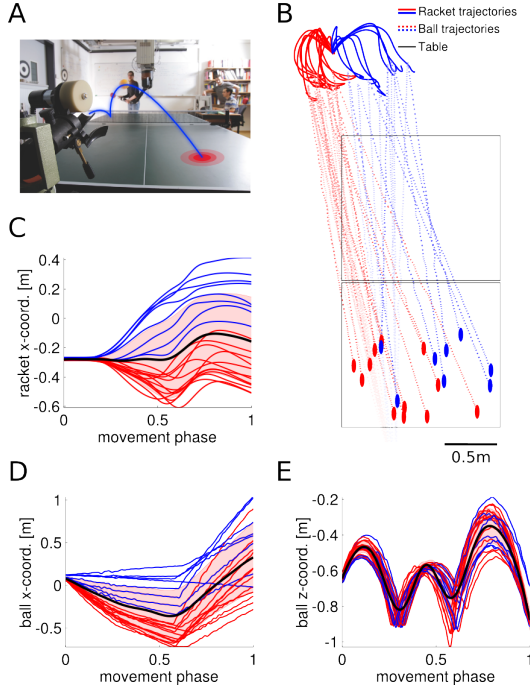 A
B
Racket trajectories
Ball trajectories
Table
0.5m
C
racket x-coord. [m]
0.4
0.2
0
-0.2
-0.4
-0.6
0
0.5
1
movement phase
D
ball x-coord. [m]
1
0.5
0
-0.5
0
0.5
1
movement phase
E
ball z-coord. [m]
-0.2
-0.4
-0.6
-0.8
-1
0
0.5
1
movement phase